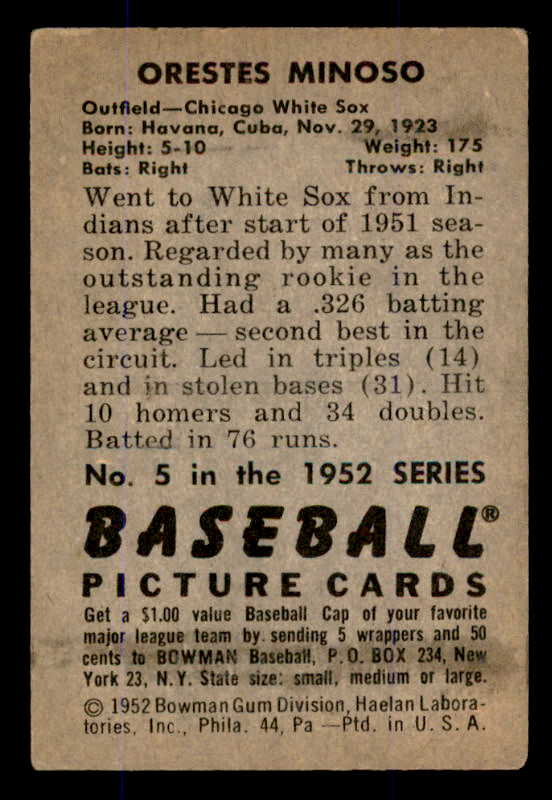 ORESTES MINOSO
Outfield—Chicago White Sox
Born: Havana, Cuba, Nov. 29, 1923
Height: 5-10 Weight: 175
Bats: Right Throws: Right
Went to White Sox from In-
dians after start of 1951 sea-
son. Regarded by many as the
outstanding rookie in the
league. Had a .326 batting
average — second best in the
circuit. Led in triples (14)
and in stolen bases (31). Hit
10 homers and 34 doubles.
Batted in 76 runs.
No. 5 in the 1952 SERIES
BASEBALL®
PICTURE CARDS
Get a $1.00 value Baseball Cap of your favorite
major league team by sending 5 wrappers and 50
cents to BOWMAN Baseball, P.O. BOX 234, New
York 23, N.Y. State size: small, medium or large.
© 1952 Bowman Gum Division, Haelan Labora-
tories, Inc., Phila. 44, Pa —Ptd. in U. S. A.